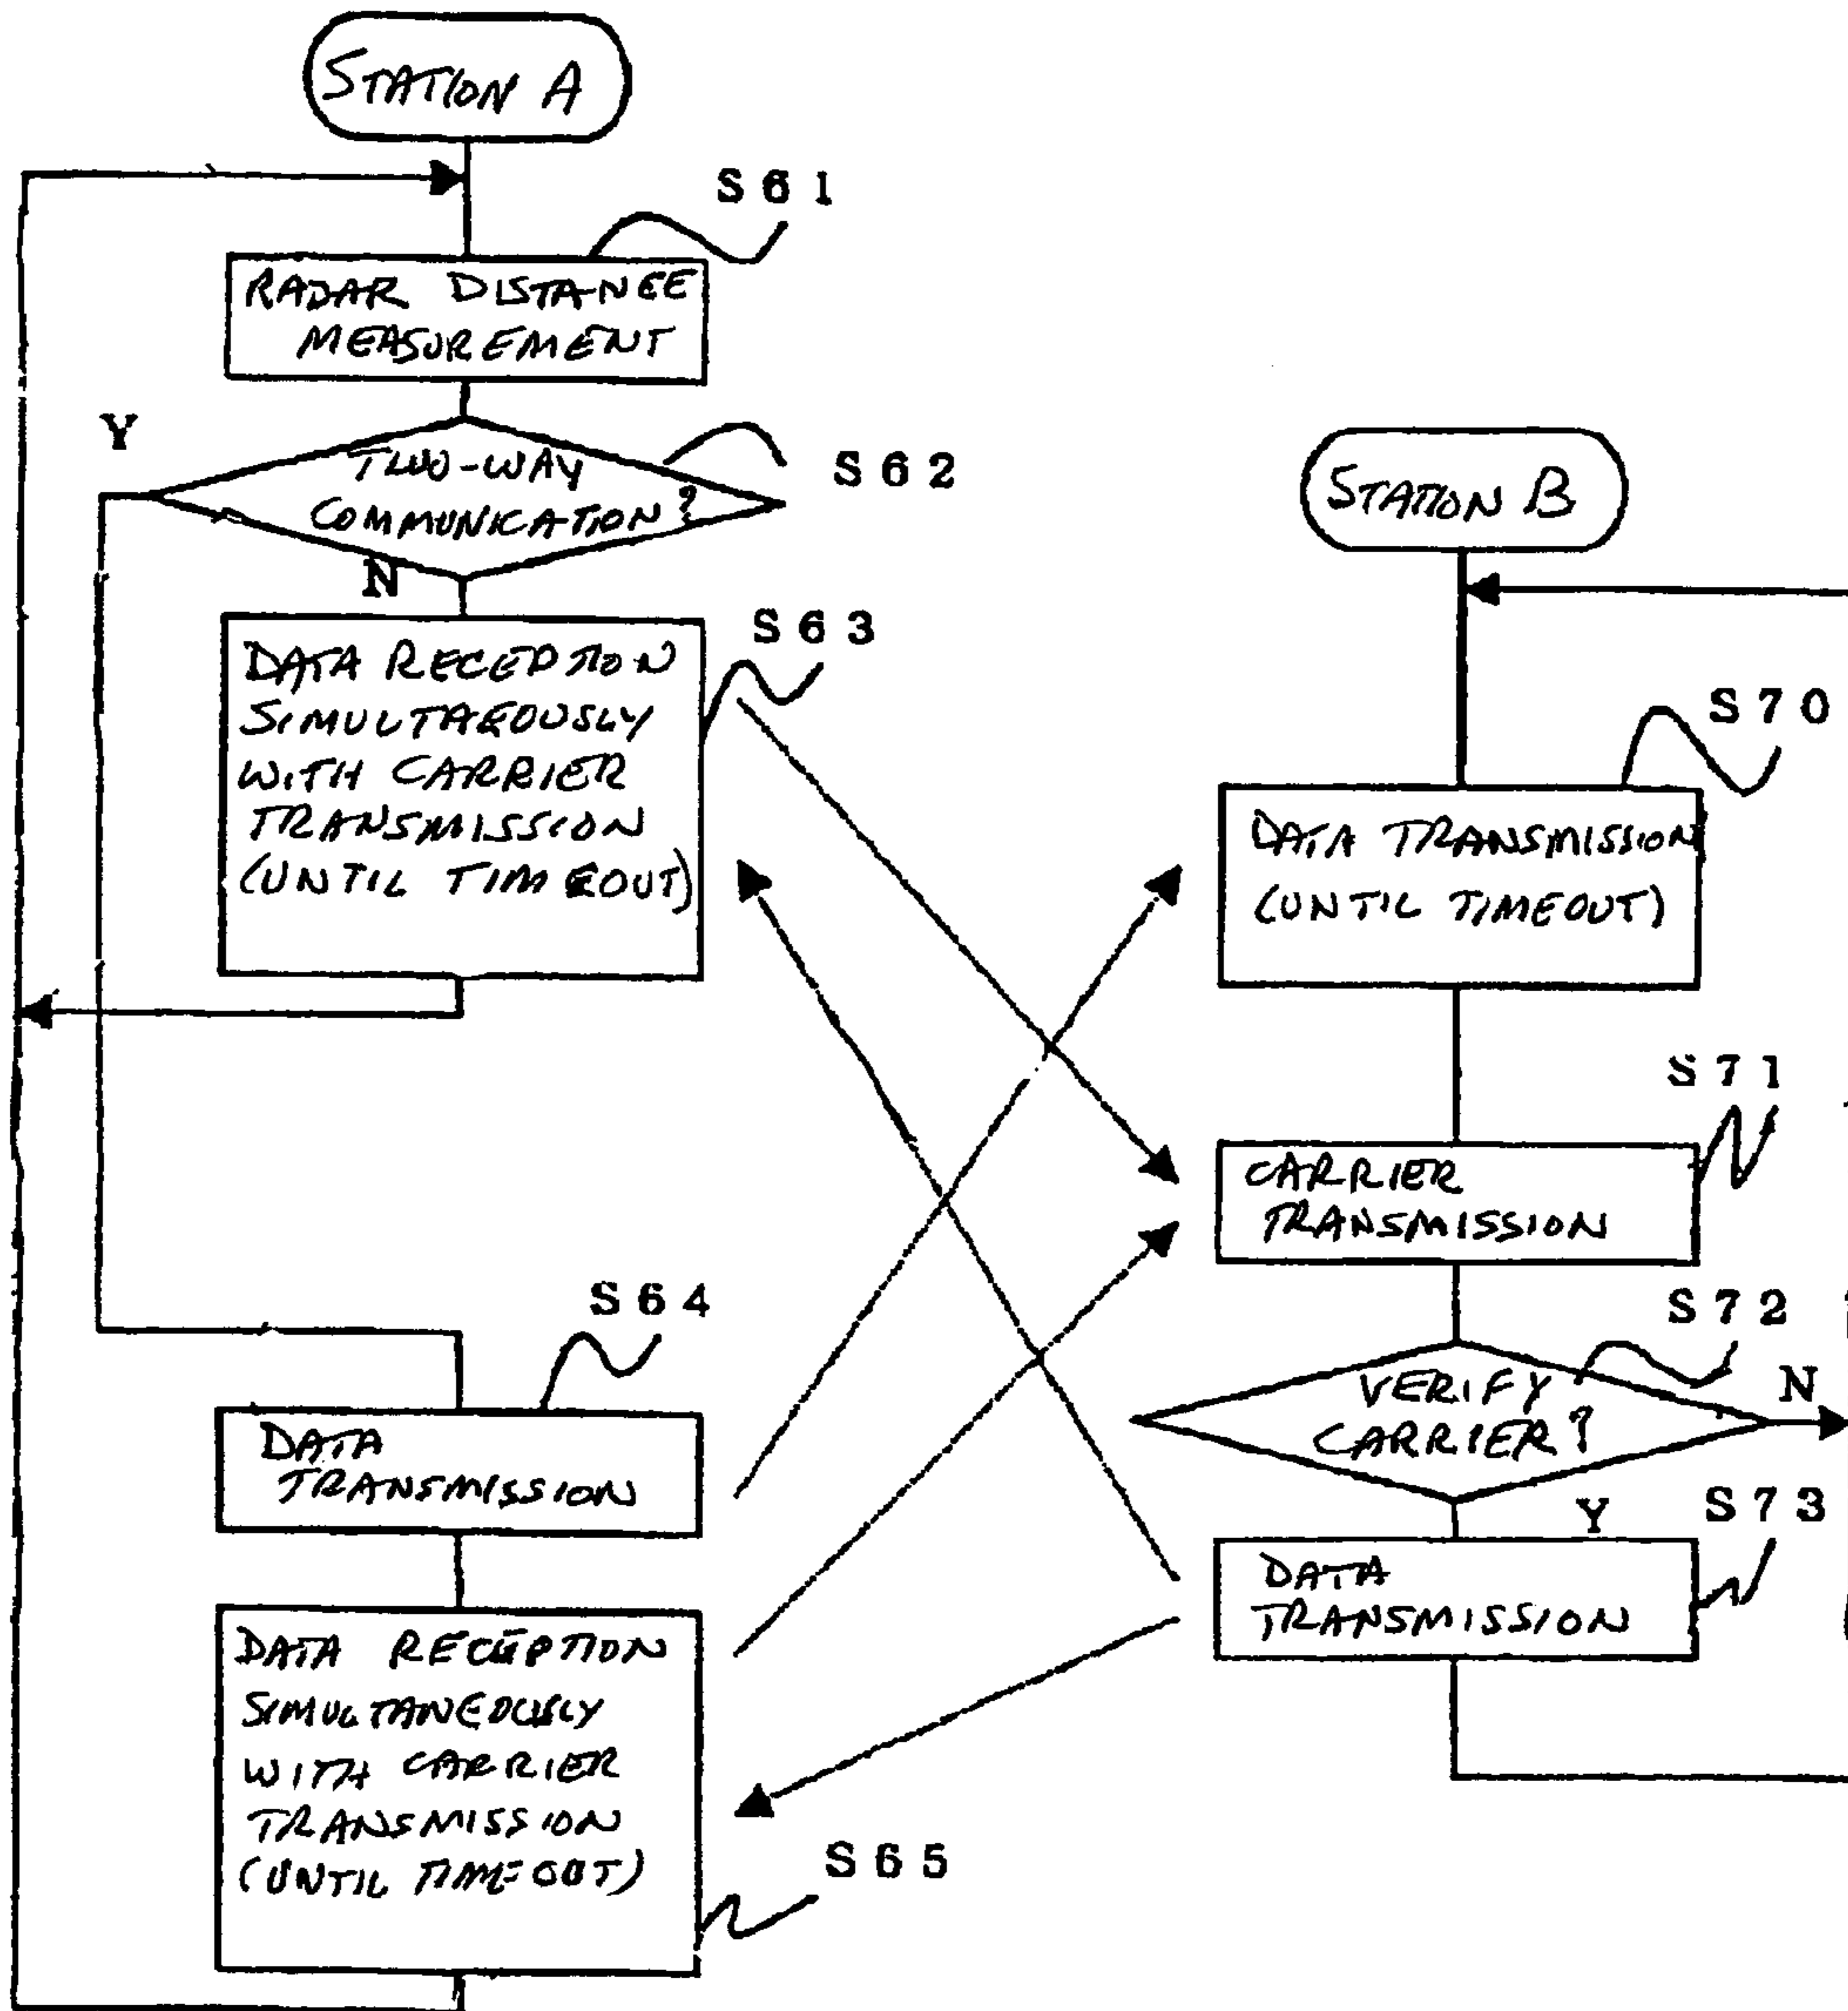 STATION A
S61
RADAR DISTANCE
MEASUREMENT
Y
TWO-WAY
COMMUNICATION?
S62
N
S63
DATA RECEPTION
SIMULTAEOUSLY
WITH CARRIER
TRANSMISSION
(UNTIL TIMEOUT)
S64
DATA
TRANSMISSION
DATA RECEPTION
SIMULTANEOUSLY
WITH CARRIER
TRANSMISSION
(UNTIL TIMEOUT)
S65
STATION B
S70
DATA TRANSMISSION
(UNTIL TIMEOUT)
S71
CARRIER
TRANSMISSION
S72
VERIFY
CARRIER?
N
Y
S73
DATA
TRANSMISSION